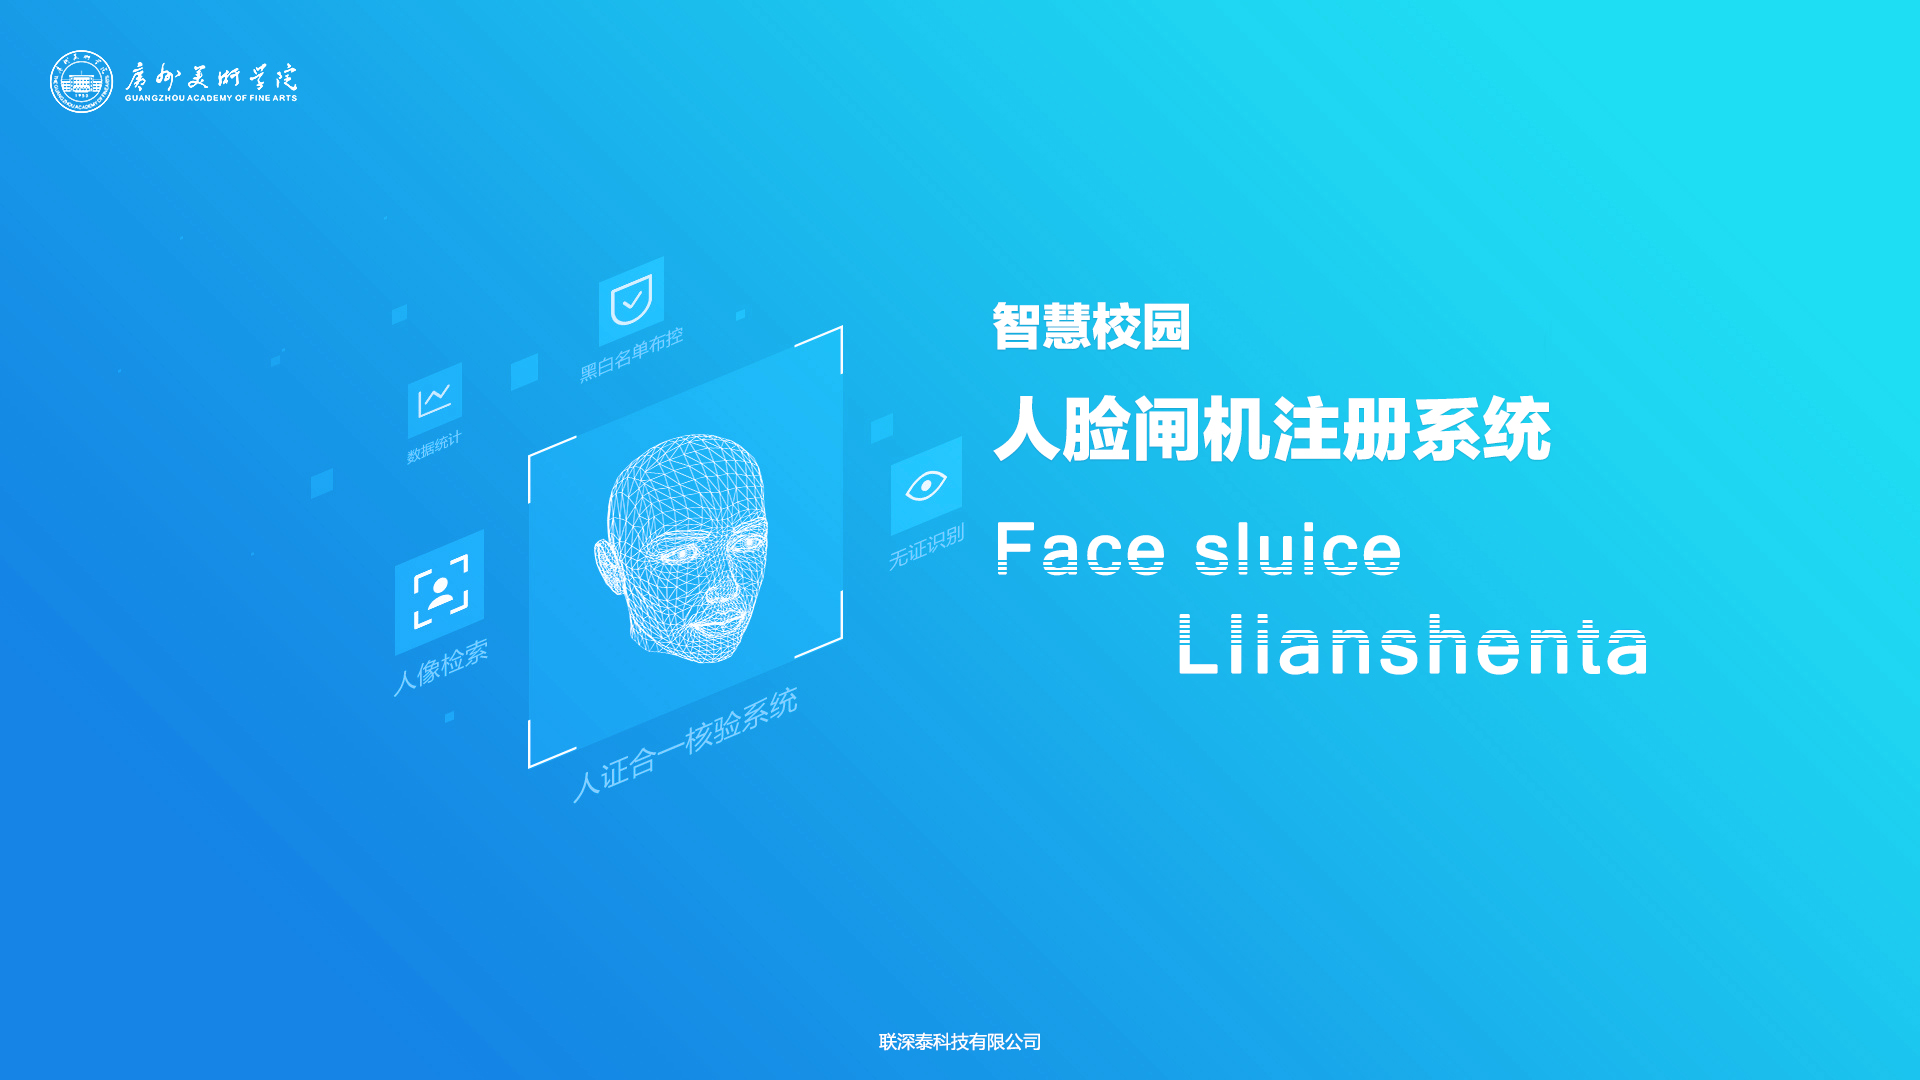 广州美术学院
GUANGZHOU ACADEMY OF FINE ARTS
黑白名单布控
数据统计
无证识别
人像检索
人证合一核验系统
智慧校园
人脸闸机注册系统
Face sluice
Llianshenta
联深泰科技有限公司